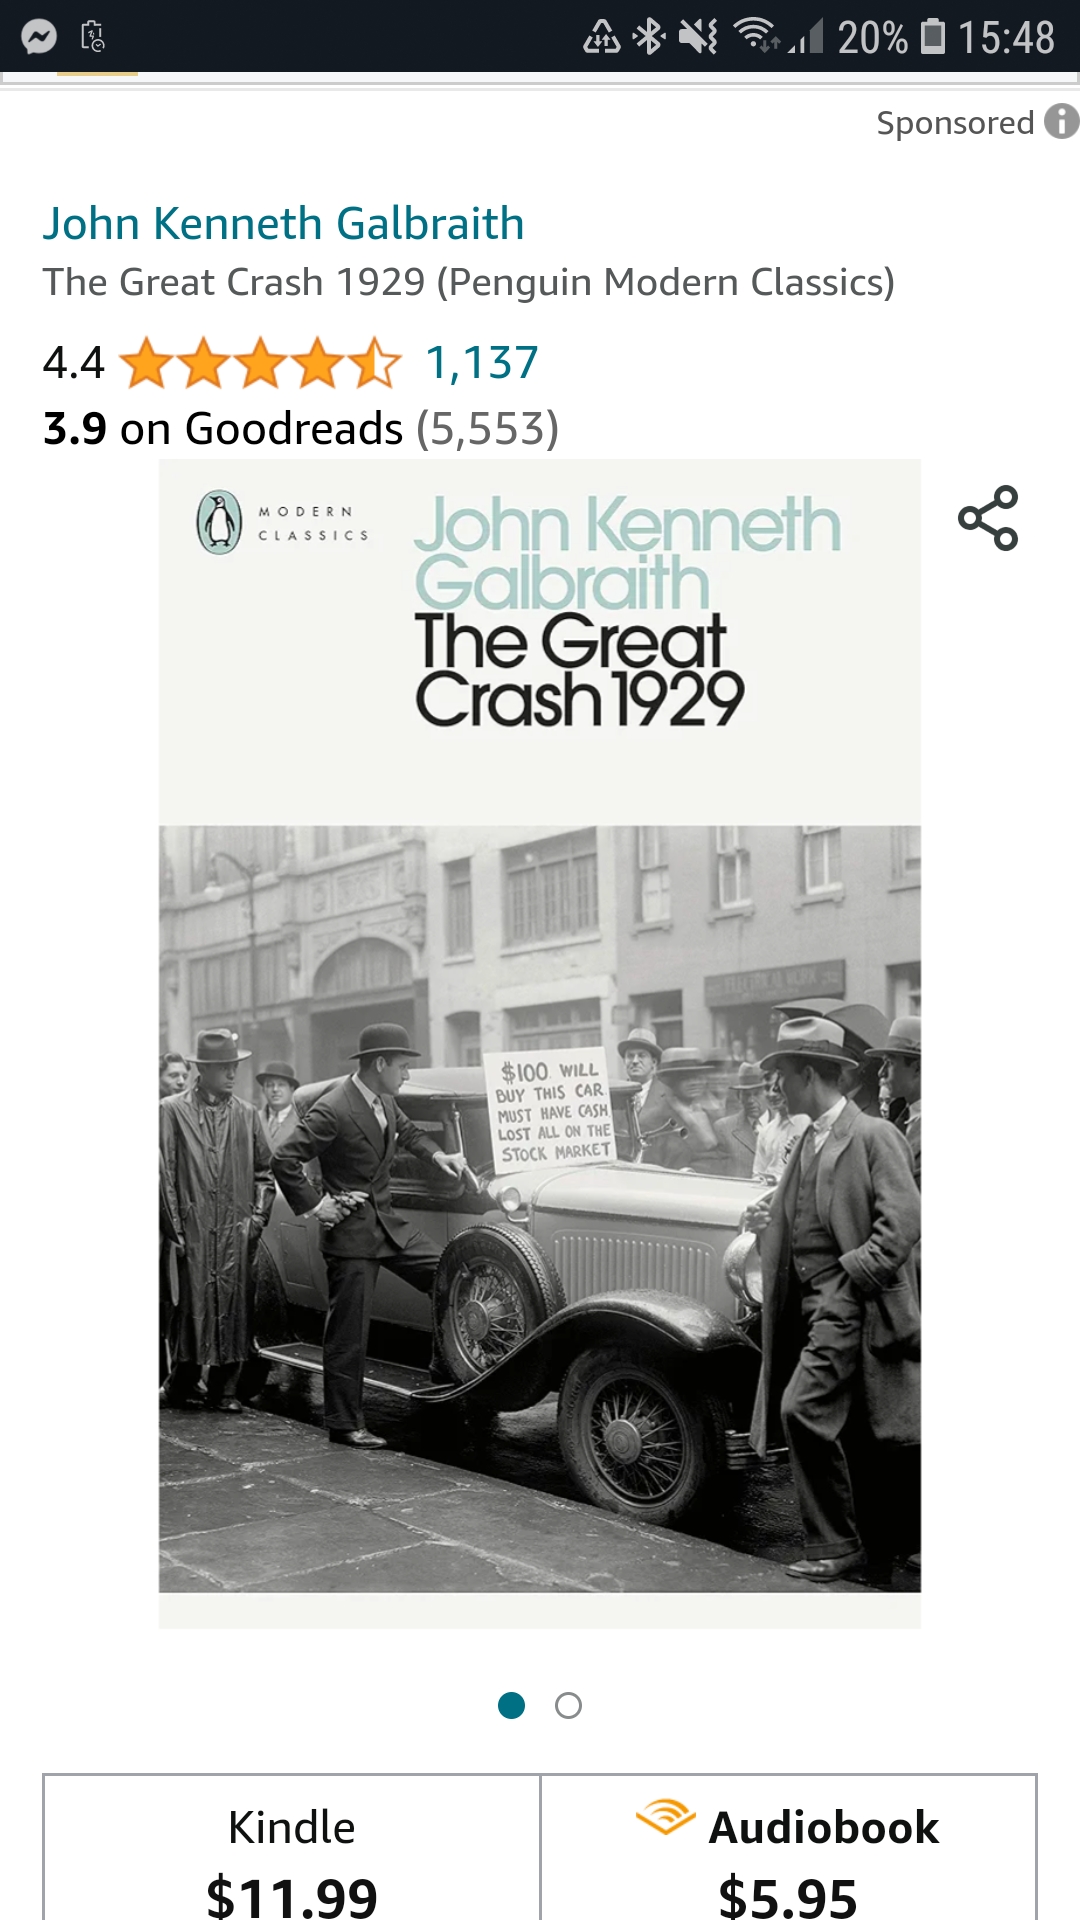 20% 15:48
Sponsored
John Kenneth Galbraith
The Great Crash 1929 (Penguin Modern Classics)
4.4 1,137
3.9 on Goodreads (5,553)
MODERN
CLASSICS
John Kenneth
Galbraith
The Great
Crash 1929
ELECTRICAL WORK
$100 WILL
BUY THIS CAR
MUST HAVE CASH
LOST ALL ON THE
STOCK MARKET
Kindle
$11.99
Audiobook
$5.95